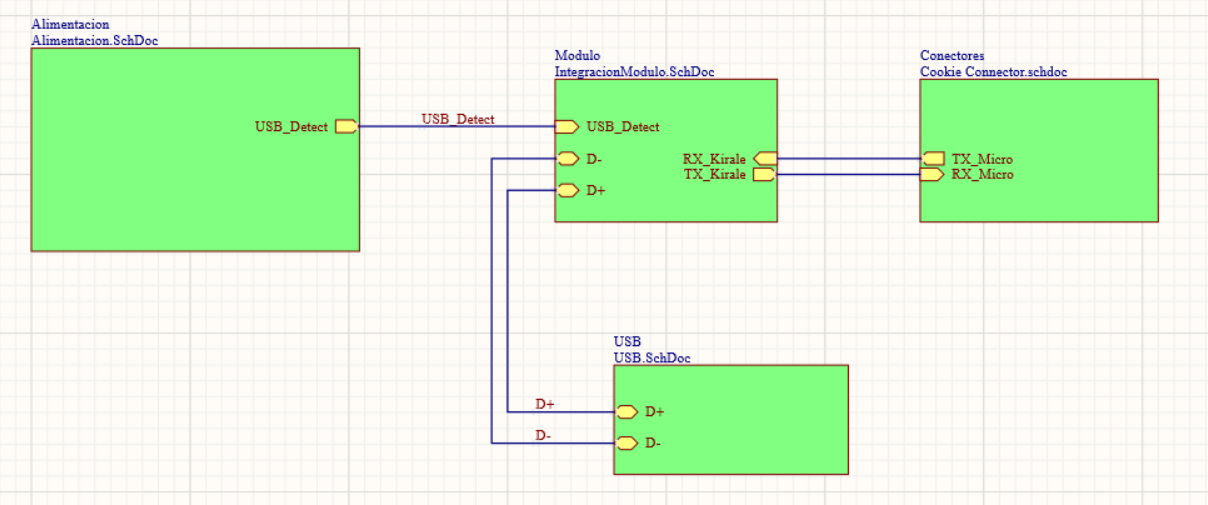 Alimentacion
Alimentacion.SchDoc
USB_Detect
USB_Detect
Modulo
IntegracionModulo.SchDoc
USB_Detect
D-
D+
RX_Kirale
TX_Kirale
Conectores
Cookie Connector.schdoc
TX_Micro
RX_Micro
USB
USB.SchDoc
D+
D+
D-
D-